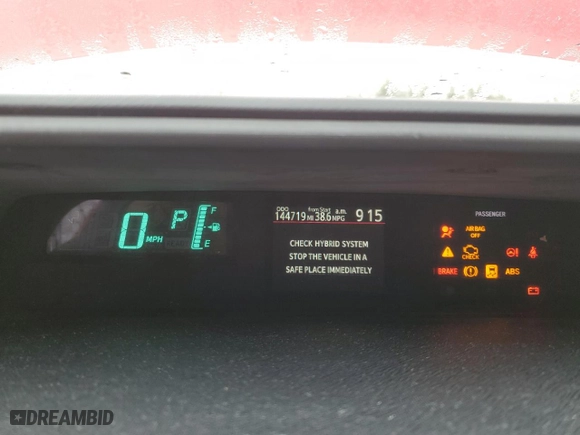 ODO from Start a.m.
144719 MI 38.6 MPG 9 15
PASSENGER
F
P
0 MPH
E
AIR BAG
OFF
CHECK HYBRID SYSTEM
STOP THE VEHICLE IN A
SAFE PLACE IMMEDIATELY
CHECK
! BRAKE
ABS
DREAMBID